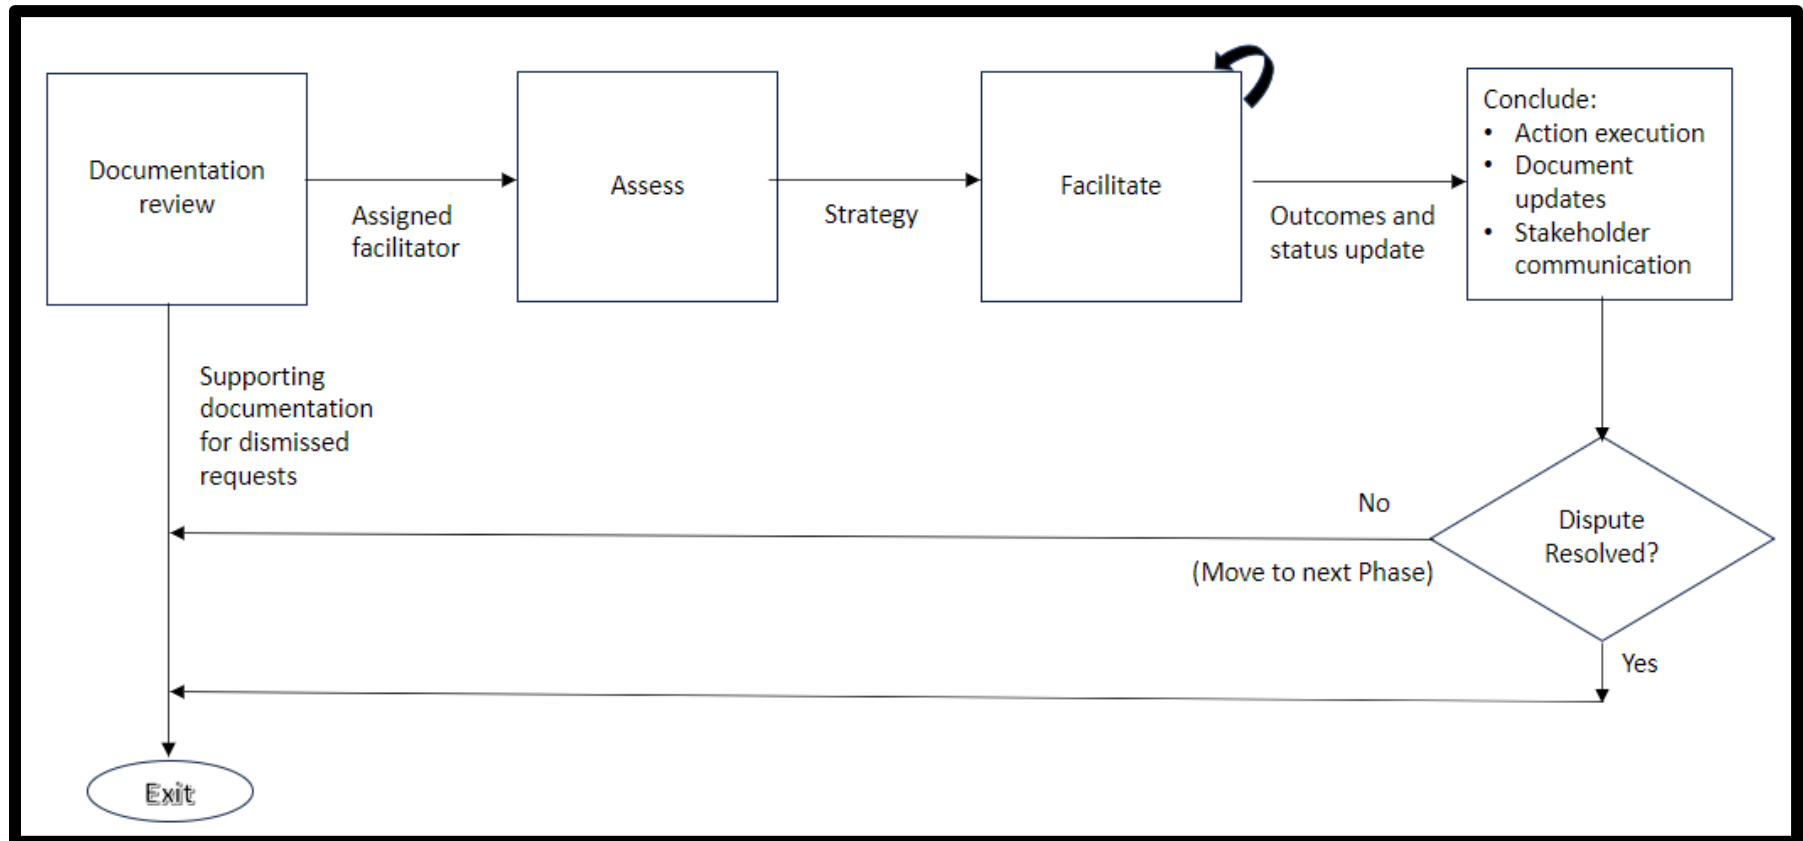 Documentation
review
Assigned
facilitator
Assess
Strategy
Facilitate
Outcomes and
status update
Conclude:
• Action execution
• Document
updates
• Stakeholder
communication
Supporting
documentation
for dismissed
requests
No
(Move to next Phase)
Dispute
Resolved?
Yes
Exit